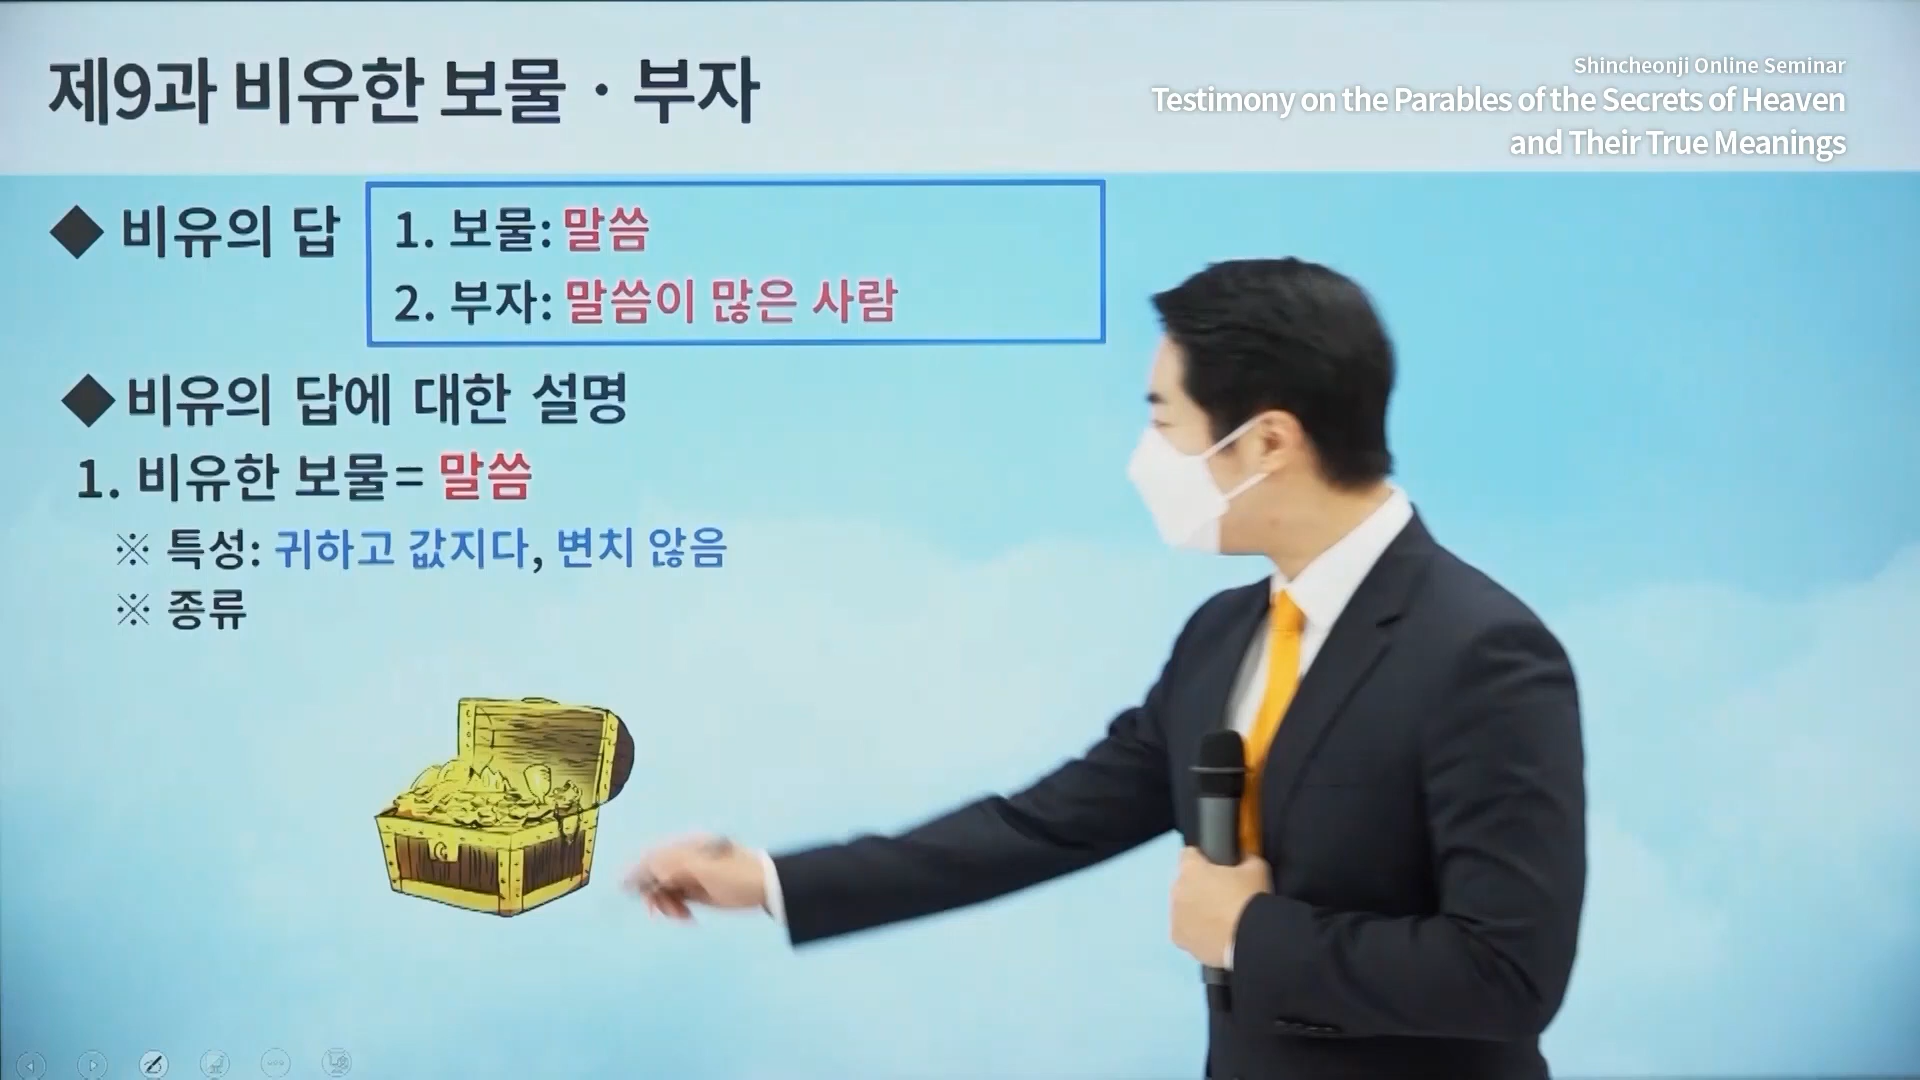 제9과 비유한 보물 · 부자
Shincheonji Online Seminar
Testimony on the Parables of the Secrets of Heaven
and Their True Meanings
◆ 비유의 답
1. 보물: 말씀
2. 부자: 말씀이 많은 사람
◆ 비유의 답에 대한 설명
1. 비유한 보물= 말씀
※ 특성: 귀하고 값지다, 변치 않음
※ 종류